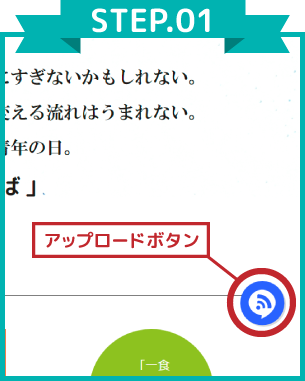 STEP.01
にすぎないかもしれない。
変える流れはうまれない。
青年の日。
ば」
アップロードボタン
「一食